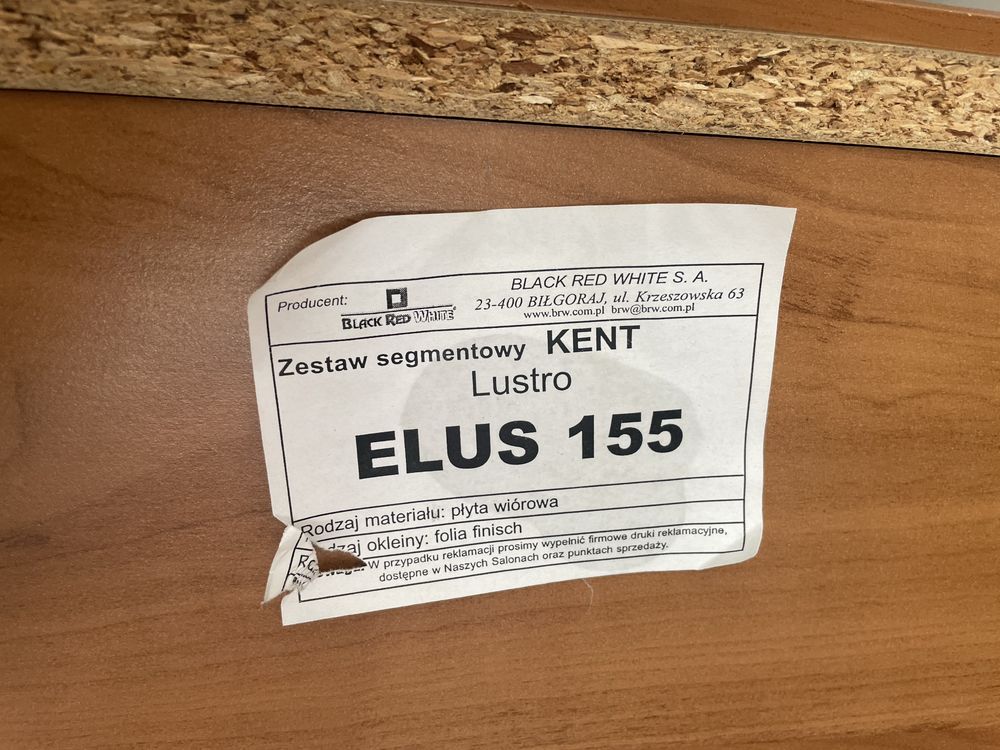 Producent:
BLACK RED WHITE
BLACK RED WHITE S. A.
23-400 BIŁGORAJ, ul. Krzeszowska 63
www.brw.com.pl brw@brw.com.pl
Zestaw segmentowy KENT
Lustro
ELUS 155
Rodzaj materiału: płyta wiórowa
okleiny: folia finisch
W przypadku reklamacji prosimy wypełnić firmowe druki reklamacyjne,
dostępne w Naszych Salonach oraz punktach sprzedaży.